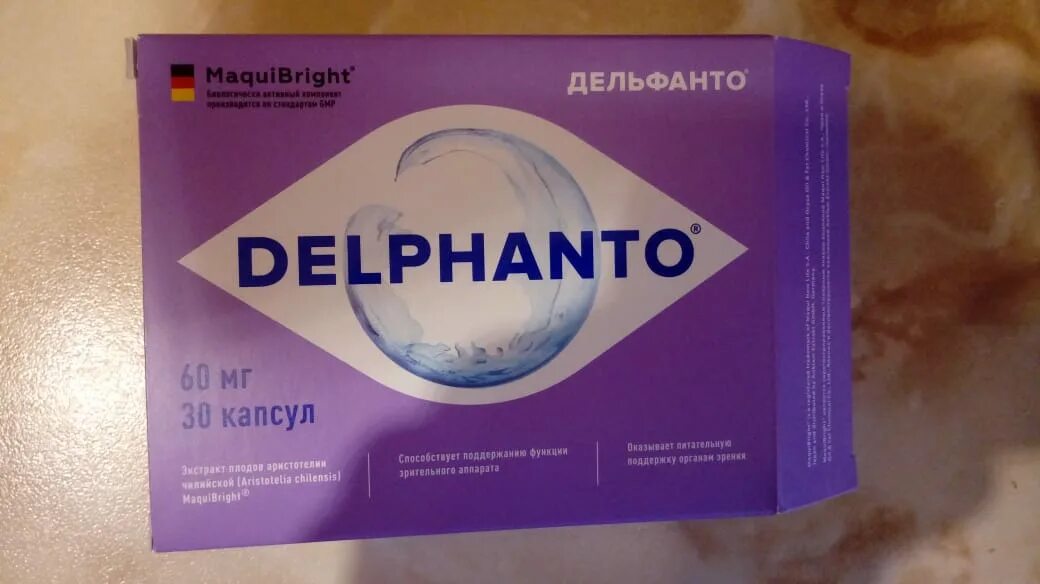 MaquiBright®
Биологически активный компонент
производится по стандартам GMP
ДЕЛЬФАНТО®
DELPHANTO®
60 мг
30 капсул
Экстракт плодов аристотелии
чилийской (Aristotelia chilensis)
MaquiBright®
Способствует поддержанию функции
зрительного аппарата
Оказывает питательную
поддержку органам зрения